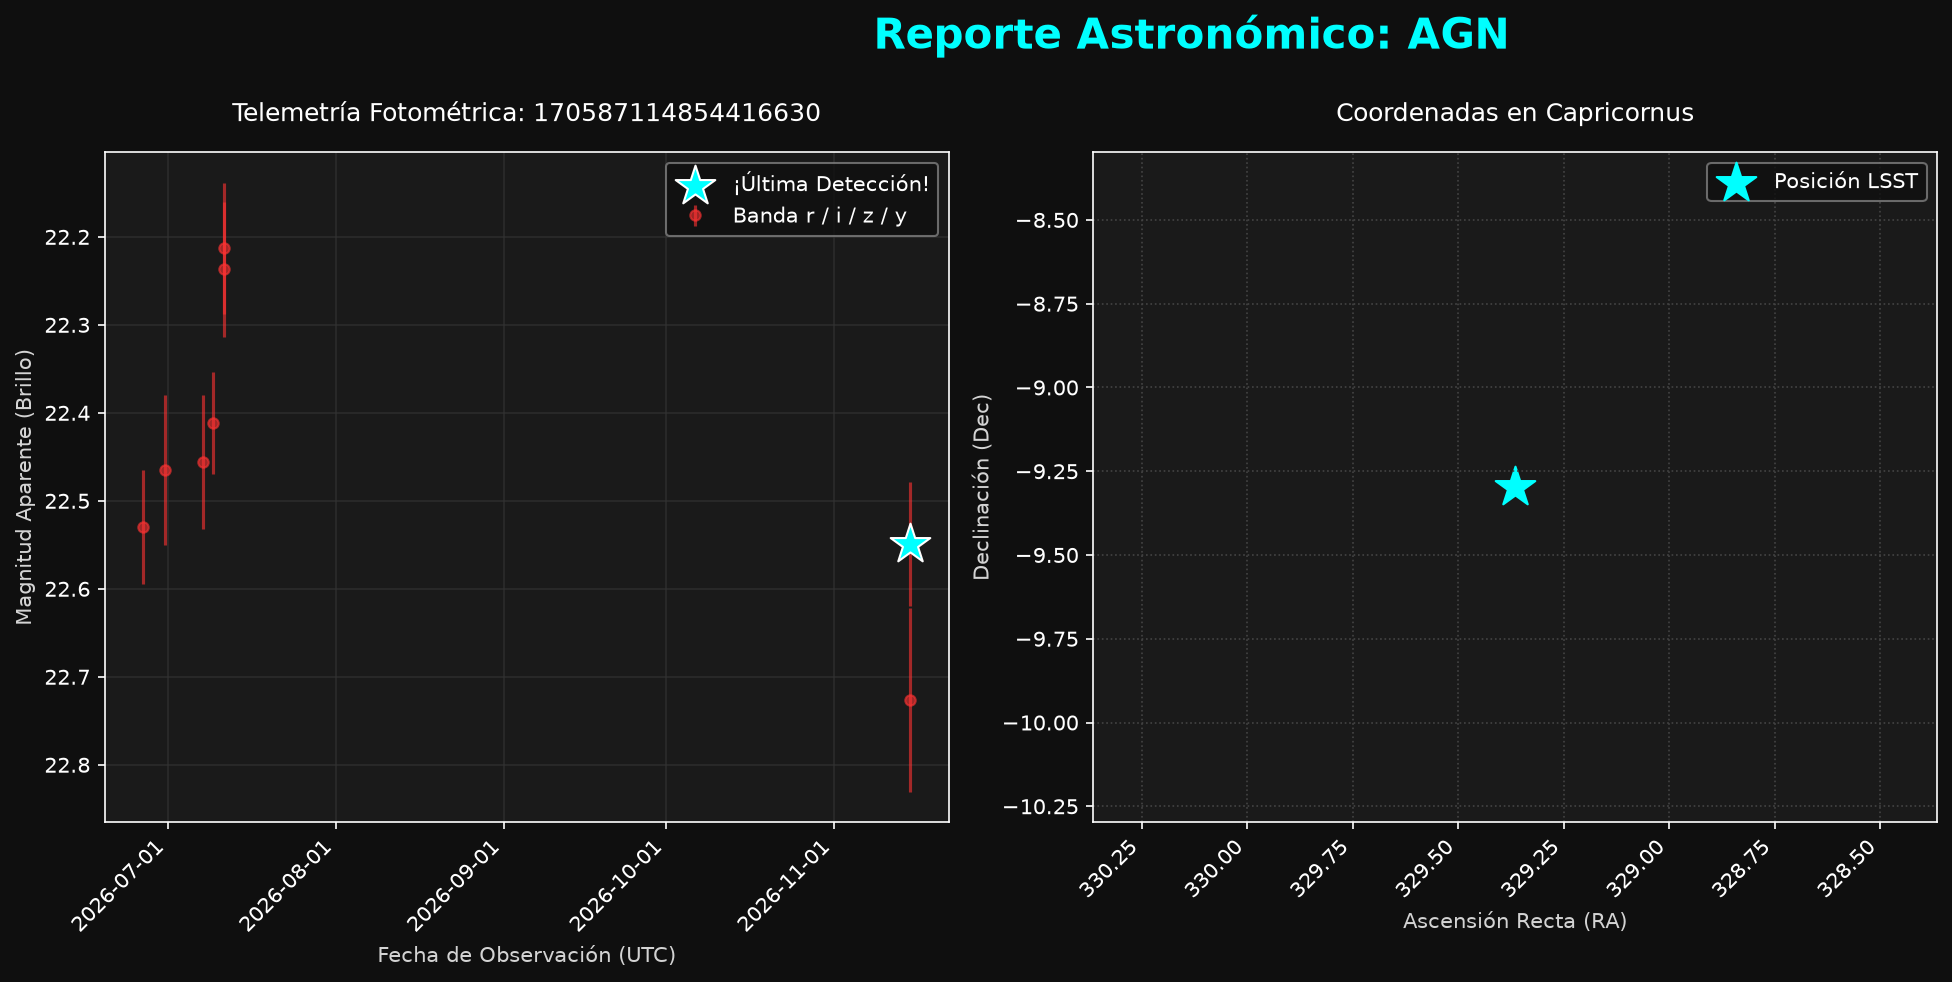 Reporte Astronómico: AGN
Telemetría Fotométrica: 170587114854416630
¡Última Detección!
Banda r / i / z / y
Magnitud Aparente (Brillo)
22.2
22.3
22.4
22.5
22.6
22.7
22.8
2026-07-01
2026-08-01
2026-09-01
2026-10-01
2026-11-01
Fecha de Observación (UTC)
Coordenadas en Capricornus
Posición LSST
Declinación (Dec)
−8.50
−8.75
−9.00
−9.25
−9.50
−9.75
−10.00
−10.25
330.25
330.00
329.75
329.50
329.25
329.00
328.75
328.50
Ascensión Recta (RA)